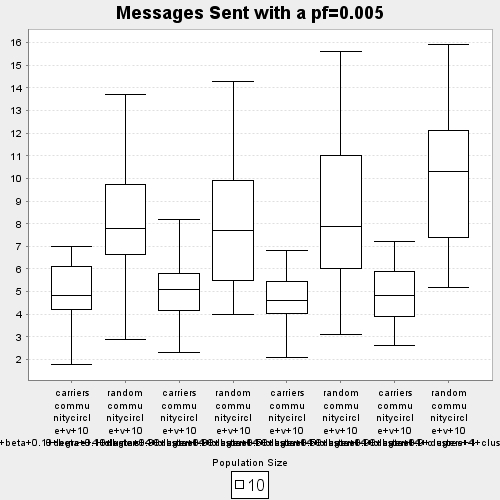 Messages Sent with a pf=0.005
16
15
14
13
12
11
10
9
8
7
6
5
4
3
2
carriers random carriers random carriers random carriers random
commu commu commu commu commu commu commu commu
nitycircl nitycircl nitycircl nitycircl nitycircl nitycircl nitycircl nitycircl
e+v+10 e+v+10 e+v+10 e+v+10 e+v+10 e+v+10 e+v+10 e+v+10
Population Size
10